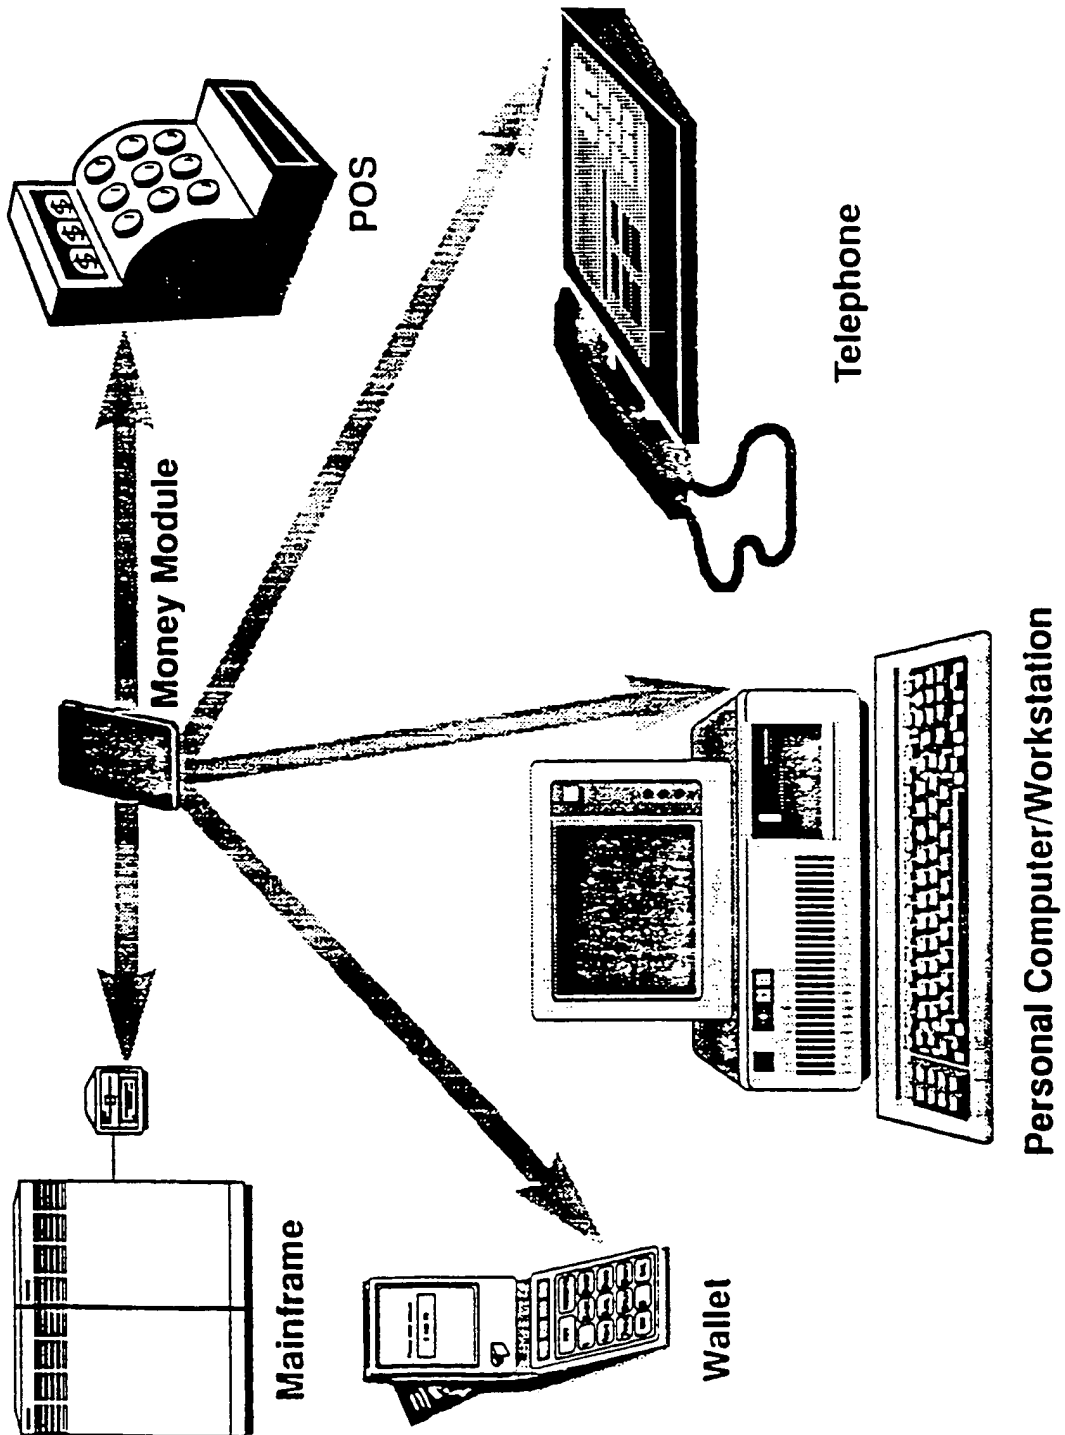 Mainframe
Money Module
$ $ $
POS
Wallet
Personal Computer/Workstation
Telephone